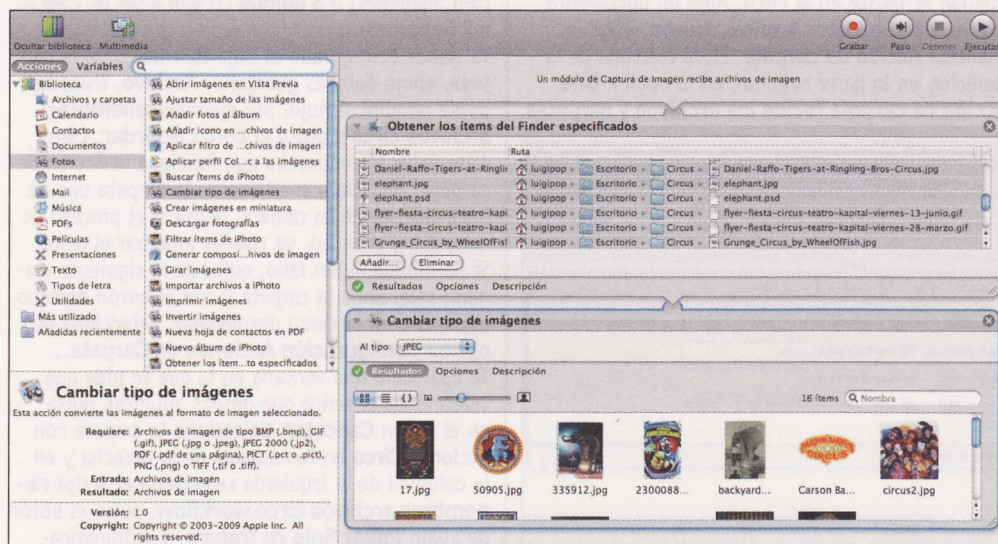 Ocultar biblioteca Multimedia
Grabar Paso Detener Ejecutar
Acciones Variables
Biblioteca
Archivos y carpetas
Calendario
Contactos
Documentos
Fotos
Internet
Mail
Música
PDFs
Películas
Presentaciones
Texto
Tipos de letra
Utilidades
Más utilizado
Añadidas recientemente
Abrir imágenes en Vista Previa
Ajustar tamaño de las imágenes
Añadir fotos al álbum
Añadir icono en ...chivos de imagen
Aplicar filtro de ...chivos de imagen
Aplicar perfil Col...c a las imágenes
Buscar ítems de iPhoto
Cambiar tipo de imágenes
Crear imágenes en miniatura
Descargar fotografías
Filtrar ítems de iPhoto
Generar composi...hivos de imagen
Girar imágenes
Importar archivos a iPhoto
Imprimir imágenes
Invertir imágenes
Nueva hoja de contactos en PDF
Nuevo álbum de iPhoto
Obtener los ítem...to especificados
Cambiar tipo de imágenes
Esta acción convierte las imágenes al formato de imagen seleccionado.
Requiere: Archivos de imagen de tipo BMP (.bmp), GIF
(.gif), JPEG (.jpg o .jpeg), JPEG 2000 (.jp2),
PDF (.pdf de una página), PICT (.pct o .pict),
PNG (.png) o TIFF (.tif o .tiff).
Entrada: Archivos de imagen
Resultado: Archivos de imagen
Versión: 1.0
Copyright: Copyright © 2003-2009 Apple Inc. All
rights reserved.
Un módulo de Captura de Imagen recibe archivos de imagen
Obtener los ítems del Finder especificados
Nombre Ruta
Daniel-Raffo-Tigers-at-Ringlir luigipop Escritorio Circus Daniel-Raffo-Tigers-at-Ringling-Bros-Circus.jpg
elephant.jpg luigipop Escritorio Circus elephant.jpg
elephant.psd luigipop Escritorio Circus elephant.psd
flyer-fiesta-circus-teatro-kapi luigipop Escritorio Circus flyer-fiesta-circus-teatro-kapital-viernes-13-junio.gif
flyer-fiesta-circus-teatro-kapi luigipop Escritorio Circus flyer-fiesta-circus-teatro-kapital-viernes-28-marzo.gif
Grunge_Circus_by_WheelOfFish luigipop Escritorio Circus Grunge_Circus_by_WheelOfFish.jpg
Añadir... Eliminar
Resultados Opciones Descripción
Cambiar tipo de imágenes
Al tipo: JPEG
Resultados Opciones Descripción
16 ítems Nombre
17.jpg 50905.jpg 335912.jpg 2300088... backyard... Carson Ba... circus2.jpg